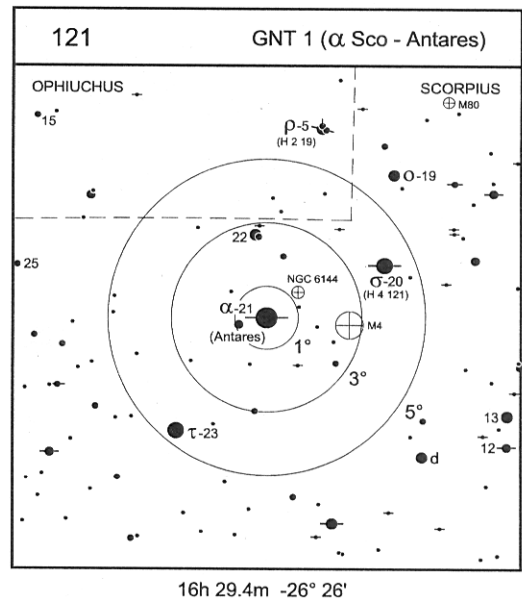 121 GNT 1 (α Sco - Antares)
OPHIUCHUS SCORPIUS
⊕ M80
15
ρ-5
(H 2 19)
ο-19
22
25
σ-20
(H 4 121)
NGC 6144
α-21
(Antares)
M4
1°
3°
5°
τ-23
13
12
d
16h 29.4m -26° 26'